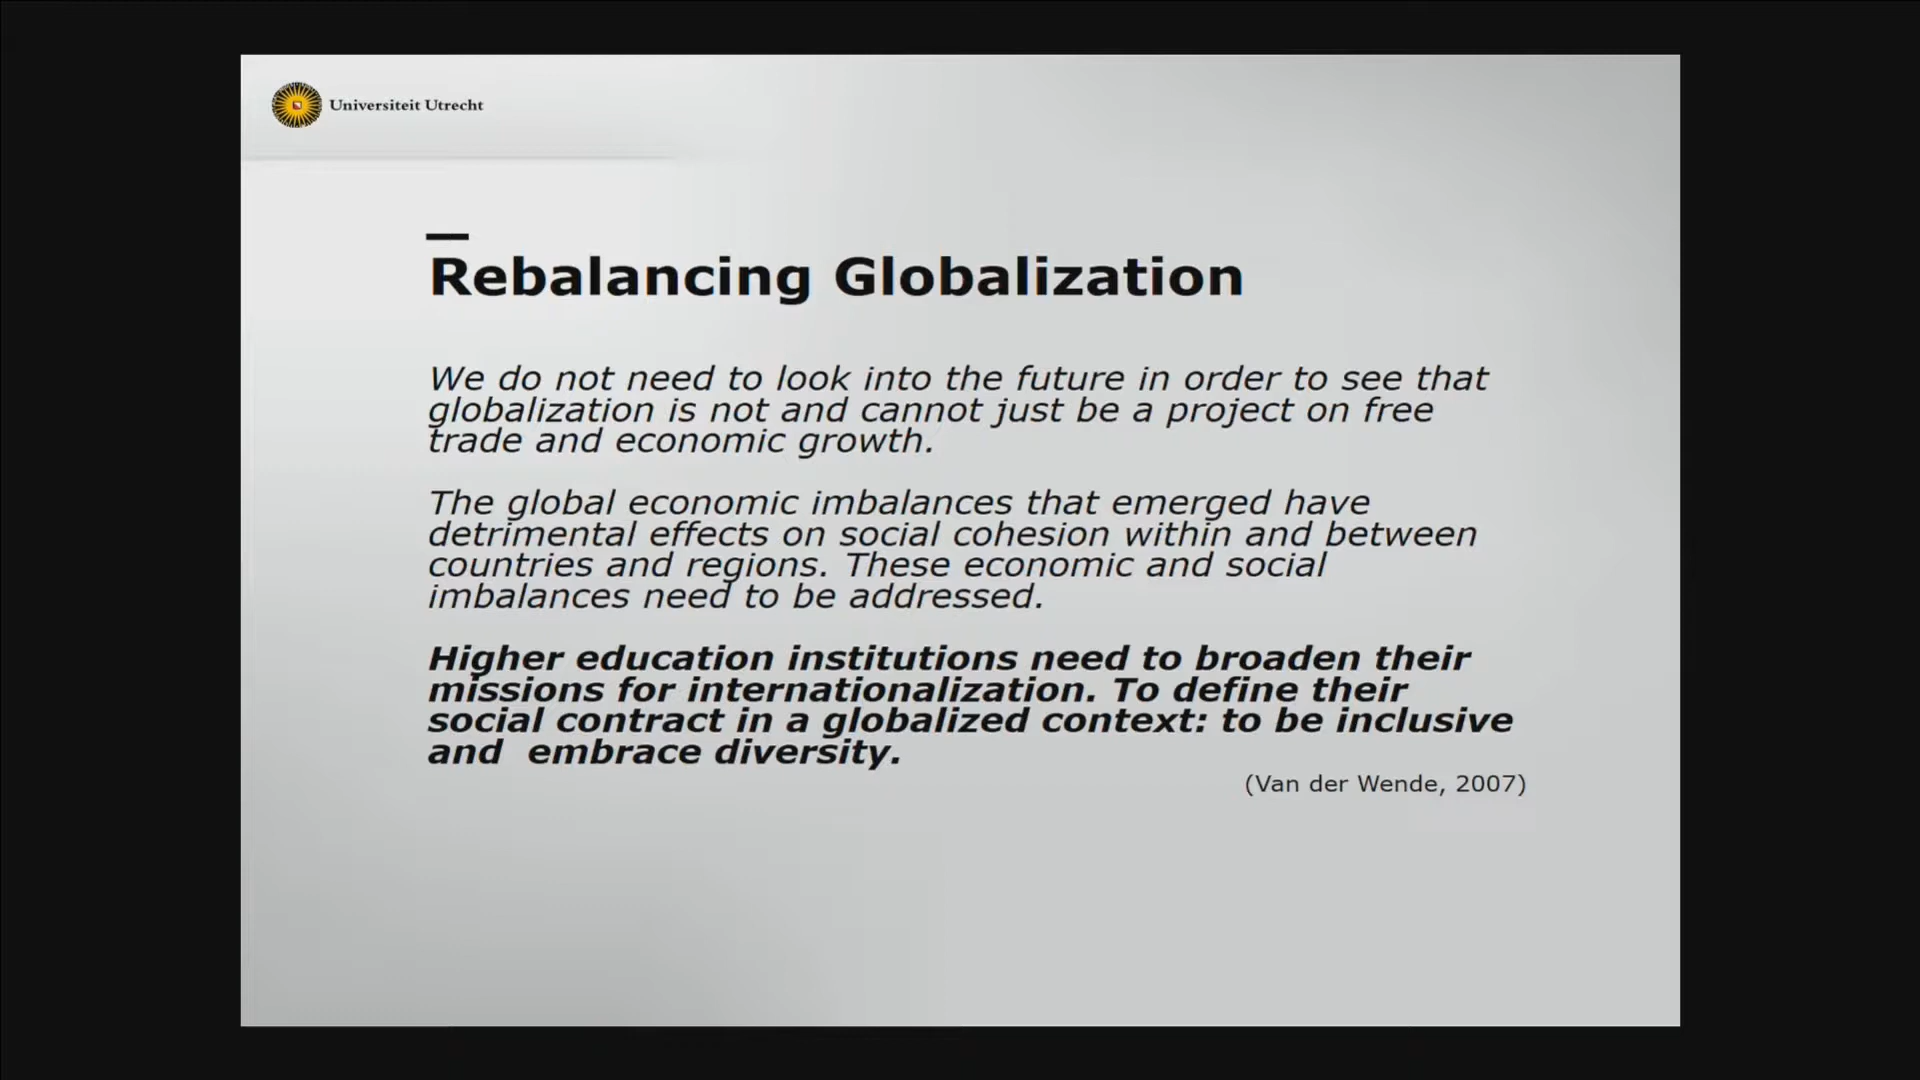 Universiteit Utrecht
Rebalancing Globalization
We do not need to look into the future in order to see that
globalization is not and cannot just be a project on free
trade and economic growth.
The global economic imbalances that emerged have
detrimental effects on social cohesion within and between
countries and regions. These economic and social
imbalances need to be addressed.
Higher education institutions need to broaden their
missions for internationalization. To define their
social contract in a globalized context: to be inclusive
and  embrace diversity.
(Van der Wende, 2007)